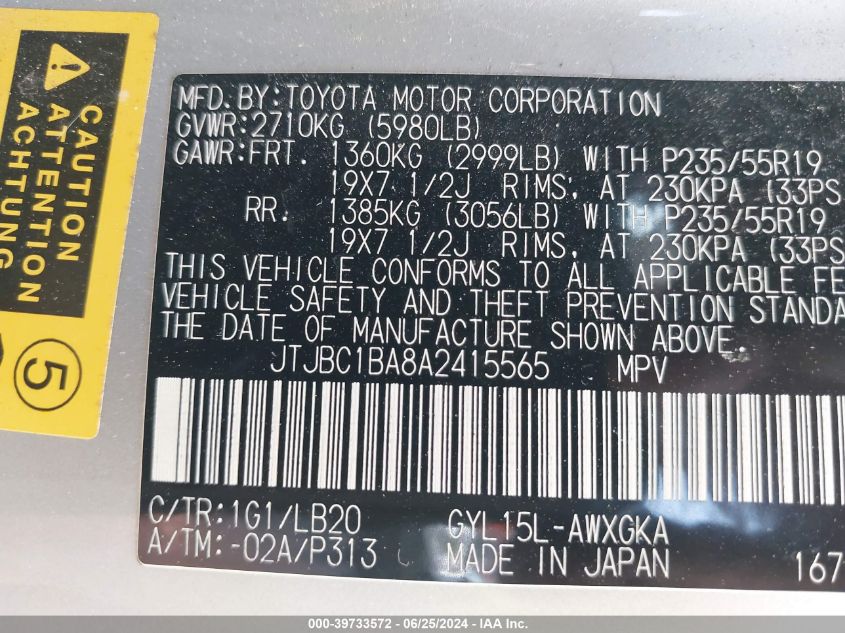 CAUTION
ATTENTION
ACHTUNG
5
MFD.BY:TOYOTA MOTOR CORPORATION
GVWR:2710KG (5980LB)
GAWR:FRT. 1360KG (2999LB) WITH P235/55R19
19X7 1/2J RIMS, AT 230KPA (33PS
RR. 1385KG (3056LB) WITH P235/55R19
19X7 1/2J RIMS, AT 230KPA (33PS
THIS VEHICLE CONFORMS TO ALL APPLICABLE FE
VEHICLE SAFETY AND THEFT PREVENTION STANDA
THE DATE OF MANUFACTURE SHOWN ABOVE.
JTJBC1BA8A2415565 MPV
C/TR:1G1/LB20 GYL15L-AWXGKA
A/TM:-02A/P313 MADE IN JAPAN 167
000-39733572 / 06/25/2024 - © IAA Holdings, LLC